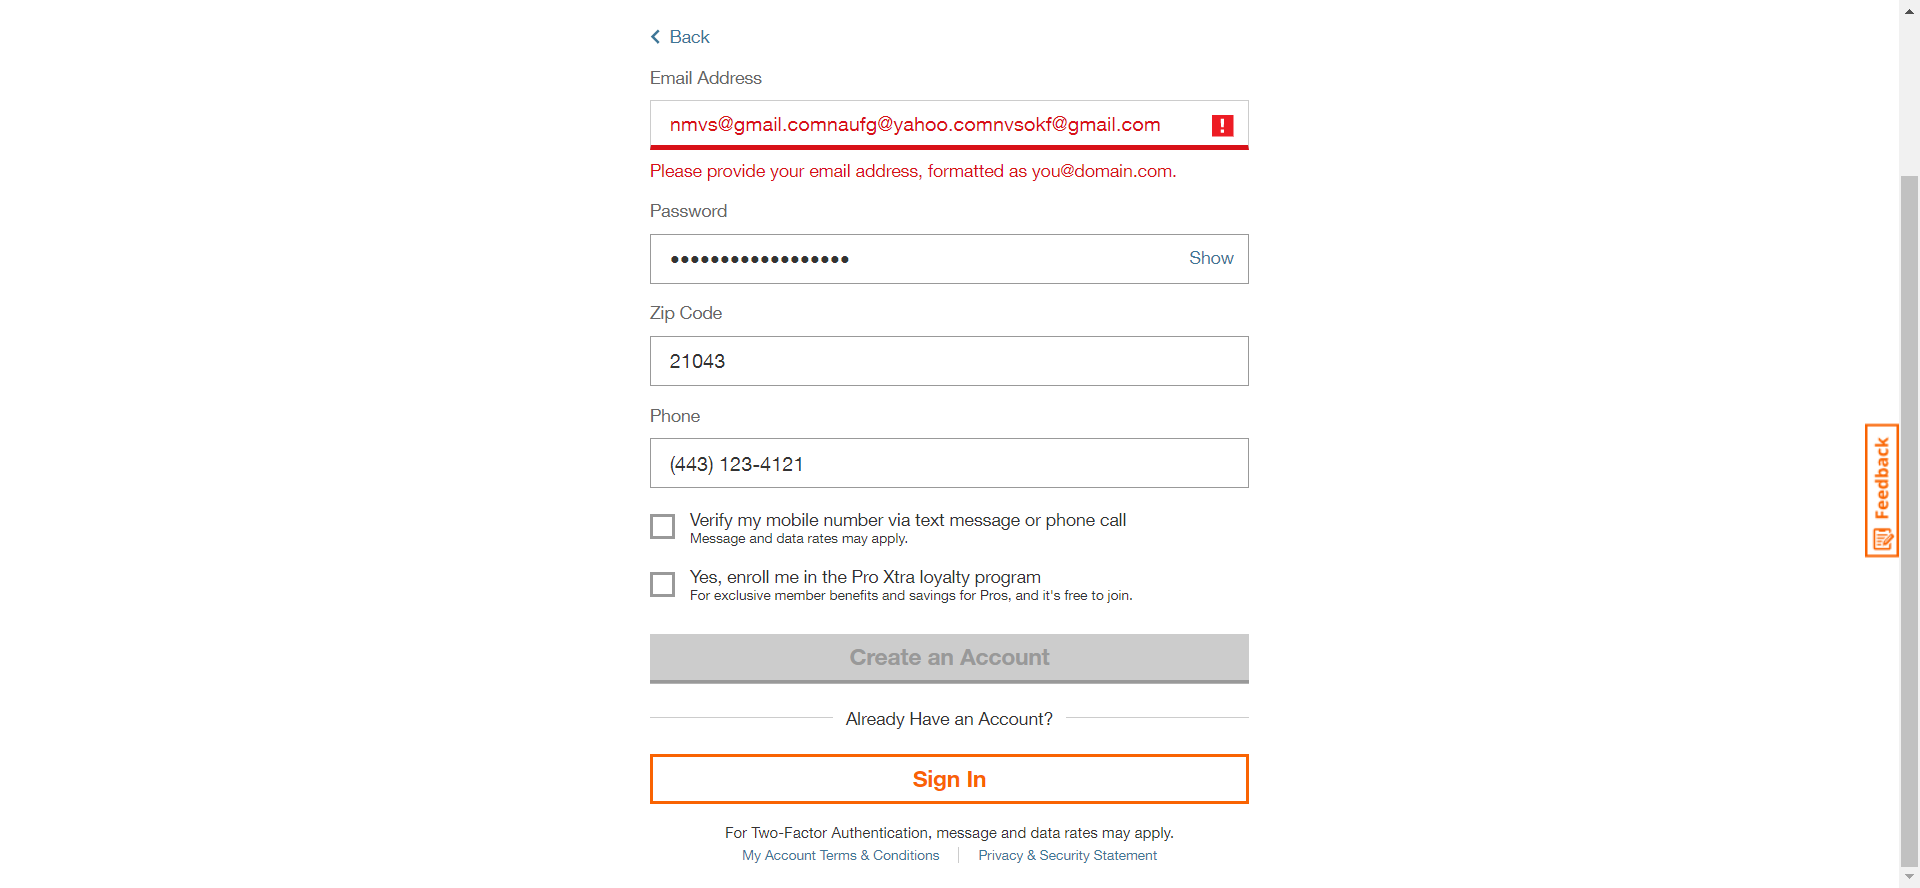 Back
Email Address
nmvs@gmail.comnaufg@yahoo.comnvsokf@gmail.com
Please provide your email address, formatted as you@domain.com.
Password
••••••••••••••••••
Show
Zip Code
21043
Phone
(443) 123-4121
Verify my mobile number via text message or phone call
Message and data rates may apply.
Yes, enroll me in the Pro Xtra loyalty program
For exclusive member benefits and savings for Pros, and it's free to join.
Create an Account
Already Have an Account?
Sign In
For Two-Factor Authentication, message and data rates may apply.
My Account Terms & Conditions
Privacy & Security Statement
Feedback